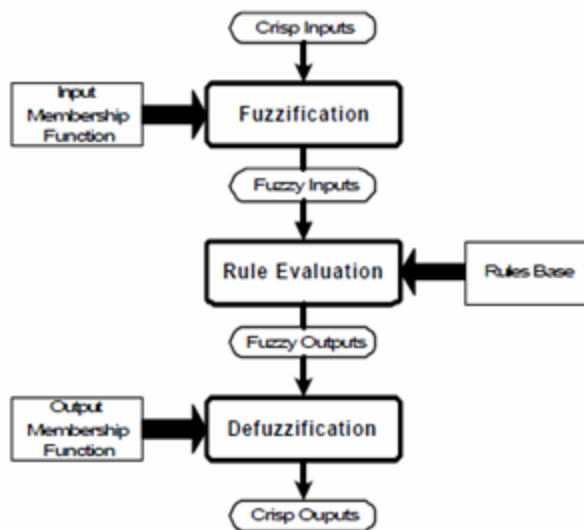 Crisp Inputs
Input
Membership
Function
Fuzzification
Fuzzy Inputs
Rule Evaluation
Rules Base
Fuzzy Outputs
Output
Membership
Function
Defuzzification
Crisp Ouputs